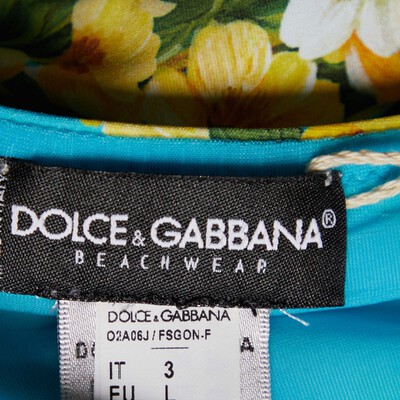 DOLCE & GABBANA®
BEACHWEAR
DOLCE & GABBANA
O2A06J / FSGON-F
IT 3
EU L